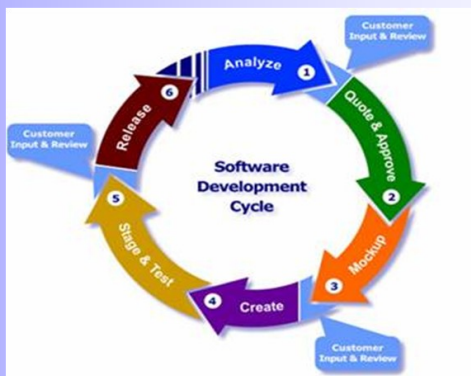 Customer
Input & Review
Analyze
1
Quote & Approve
2
Mockup
3
Customer
Input & Review
Create
4
Stage & Test
5
Customer
Input & Review
Release
6
Software
Development
Cycle